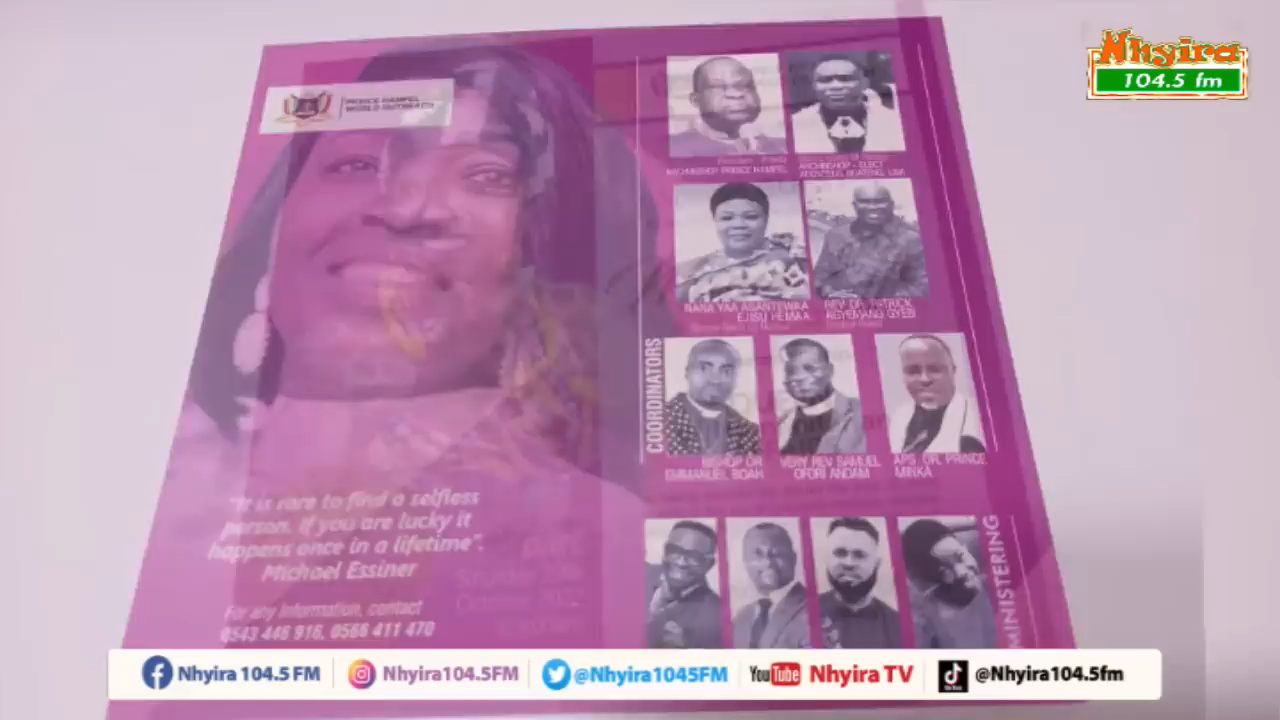 Nhyira
104.5 fm
PRINCE HAMPEL
WORLD OUTREACH
ARCHBISHOP PRINCE HAMPEL
ARCHBISHOP - ELECT
NANA YAA ASANTEWAA
EJISU HEMAA
REV DR. PATRICK
AGYEMANG GYEBI
COORDINATORS
BISHOP DR
EMMANUEL BOAH
VERY REV SAMUEL
OFORI ANDAM
APS. DR. PRINCE
MINKA
"It is rare to find a selfless
person. If you are lucky it
happens once in a lifetime".
Michael Essiner
For any information, contact
0543 446 916, 0566 411 470
October
MINISTERING
Nhyira 104.5 FM
Nhyira104.5FM
@Nhyira1045FM
YouTube Nhyira TV
@Nhyira104.5fm